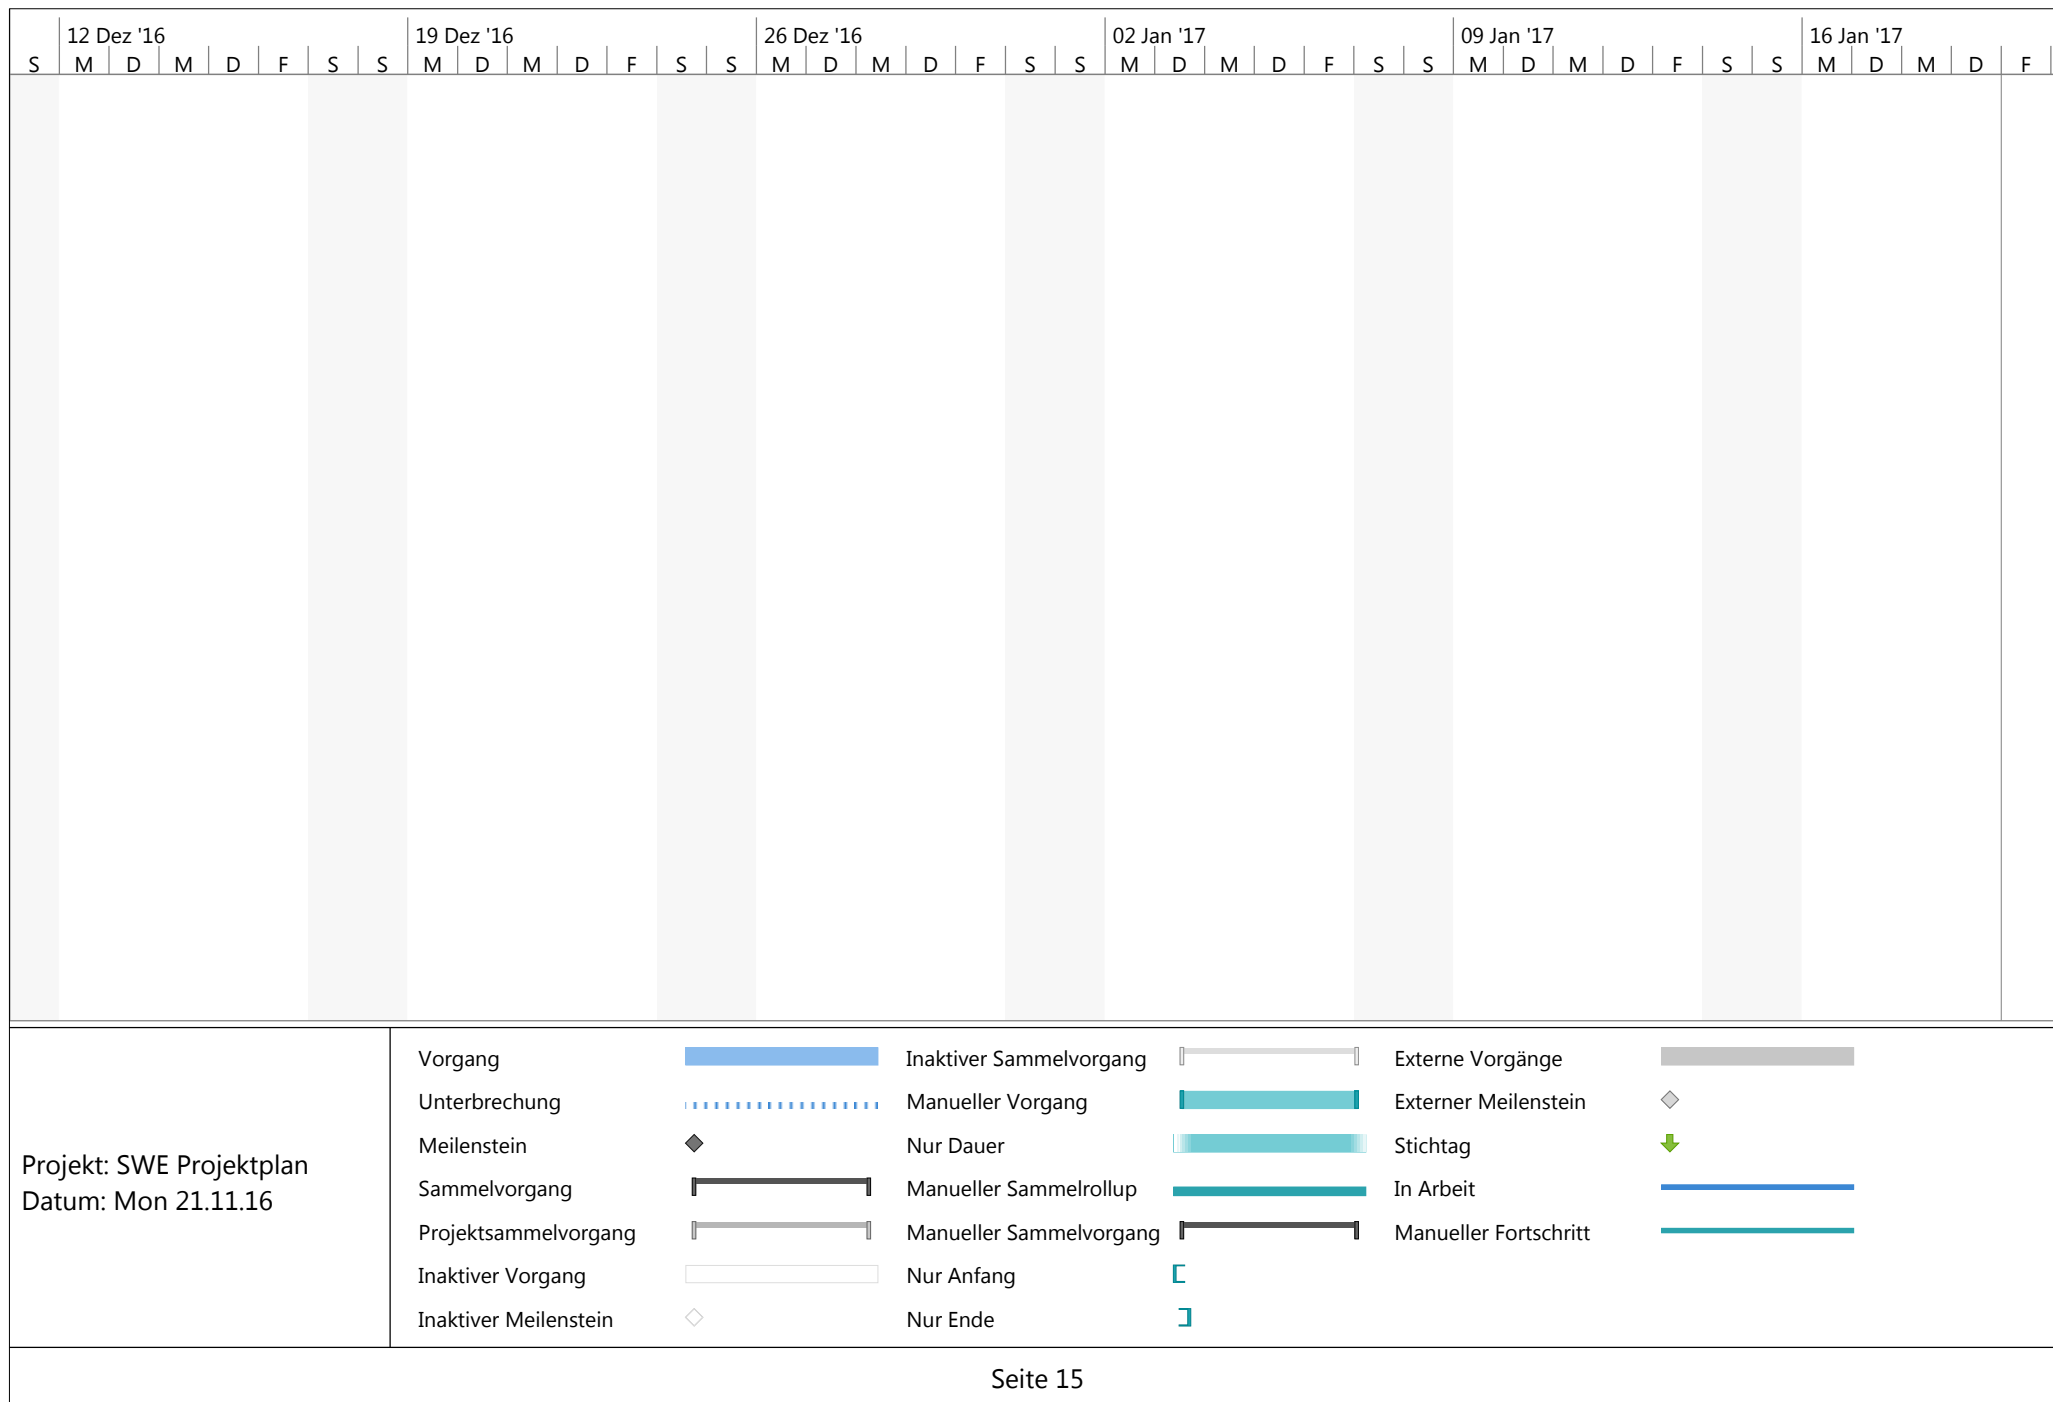 12 Dez '16 19 Dez '16 26 Dez '16 02 Jan '17 09 Jan '17 16 Jan '17
S M D M D F S S M D M D F S S M D M D F S S M D M D F S S M D M D F S S M D M D F
Vorgang Inaktiver Sammelvorgang Externe Vorgänge
Unterbrechung Manueller Vorgang Externer Meilenstein
Meilenstein Nur Dauer Stichtag
Projekt: SWE Projektplan
Datum: Mon 21.11.16
Sammelvorgang Manueller Sammelrollup In Arbeit
Projektsammelvorgang Manueller Sammelvorgang Manueller Fortschritt
Inaktiver Vorgang Nur Anfang
Inaktiver Meilenstein Nur Ende
Seite 15